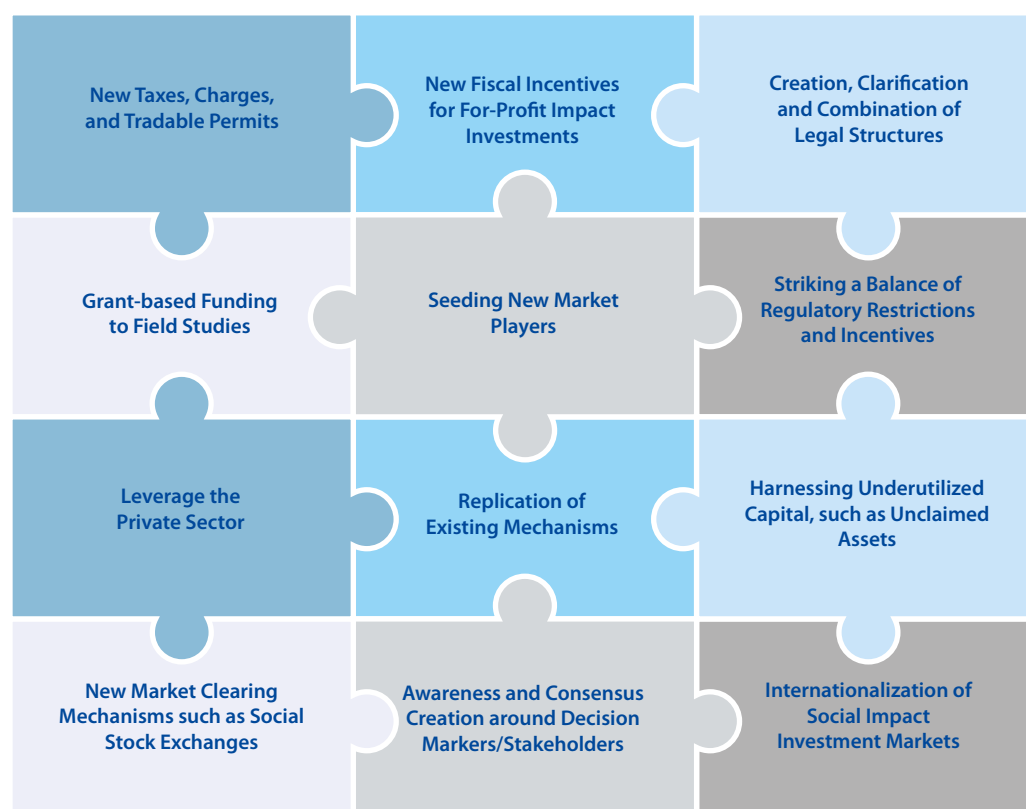 New Taxes, Charges,
and Tradable Permits
New Fiscal Incentives
for For-Profit Impact
Investments
Creation, Clarification
and Combination of
Legal Structures
Grant-based Funding
to Field Studies
Seeding New Market
Players
Striking a Balance of
Regulatory Restrictions
and Incentives
Leverage the
Private Sector
Replication of
Existing Mechanisms
Harnessing Underutilized
Capital, such as Unclaimed
Assets
New Market Clearing
Mechanisms such as Social
Stock Exchanges
Awareness and Consensus
Creation around Decision
Markers/Stakeholders
Internationalization of
Social Impact
Investment Markets